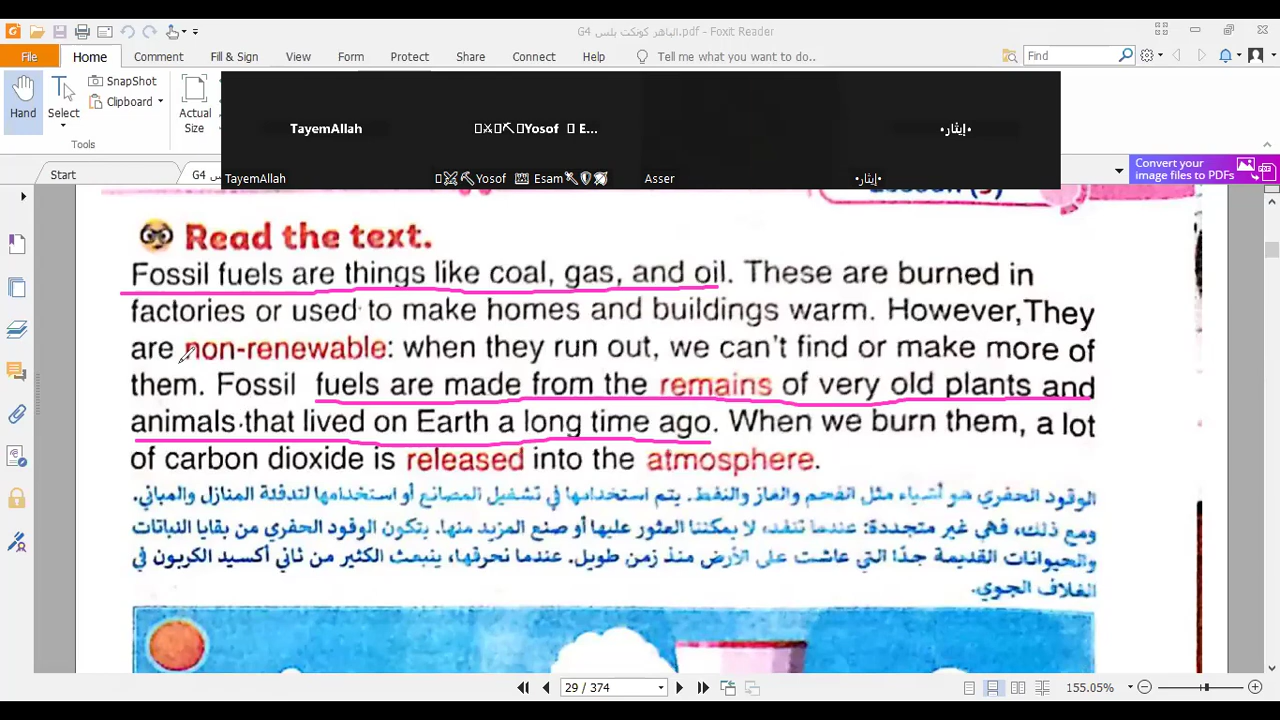 الباهر كونكت بلس G4.pdf - Foxit Reader
File Home Comment Fill & Sign View Form Protect Share Connect Help Tell me what you want to do.. Find
Hand Select SnapShot Clipboard Actual Size
Tools
TayemAllah Yosof E... •إيثار•
TayemAllah Yosof Esam Asser •إيثار•
Start G4
Convert your image files to PDFs
Lesson (3)
Read the text.
Fossil fuels are things like coal, gas, and oil. These are burned in
factories or used to make homes and buildings warm. However,They
are non-renewable: when they run out, we can't find or make more of
them. Fossil fuels are made from the remains of very old plants and
animals that lived on Earth a long time ago. When we burn them, a lot
of carbon dioxide is released into the atmosphere.
الوقود الحفري هو أشياء مثل الفحم والغاز والنفط. يتم استخدامها في تشغيل المصانع أو استخدامها لتدفئة المنازل والمباني.
ومع ذلك، فهي غير متجددة: عندما تنفد، لا يمكننا العثور عليها أو صنع المزيد منها. يتكون الوقود الحفري من بقايا النباتات
والحيوانات القديمة جدًا التي عاشت على الأرض منذ زمن طويل. عندما نحرقها، ينبعث الكثير من ثاني أكسيد الكربون في
الغلاف الجوي.
29 / 374 155.05%